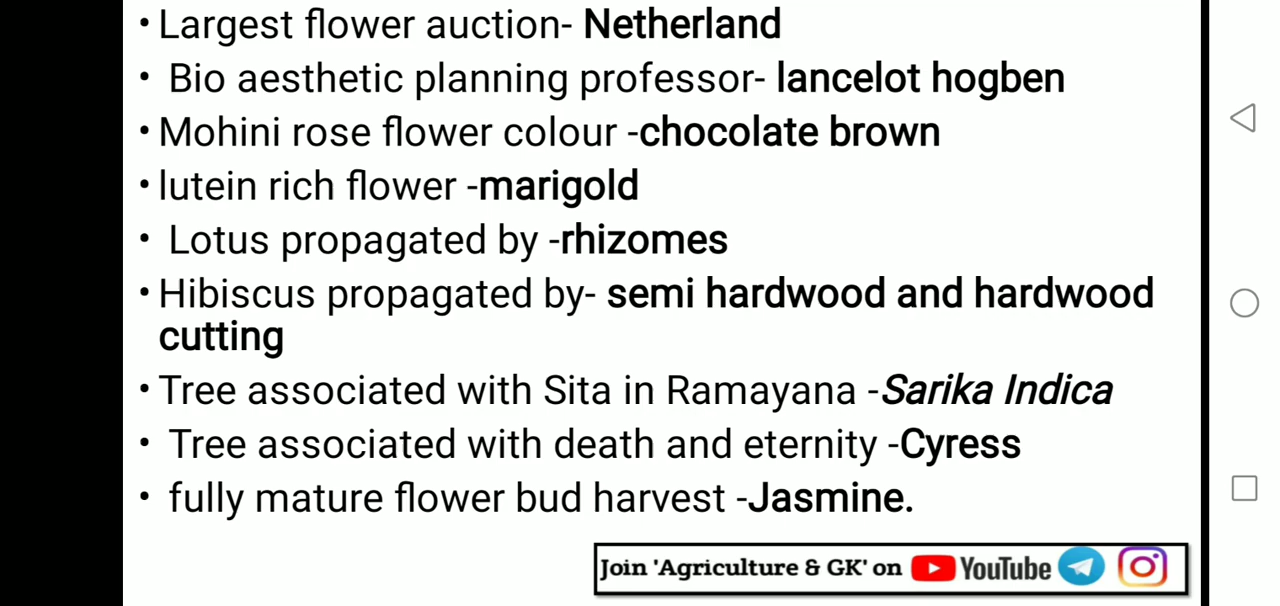 • Largest flower auction- Netherland
• Bio aesthetic planning professor- lancelot hogben
• Mohini rose flower colour -chocolate brown
• lutein rich flower -marigold
• Lotus propagated by -rhizomes
• Hibiscus propagated by- semi hardwood and hardwood
cutting
• Tree associated with Sita in Ramayana -Sarika Indica
• Tree associated with death and eternity -Cyress
• fully mature flower bud harvest -Jasmine.
Join 'Agriculture & GK' on YouTube